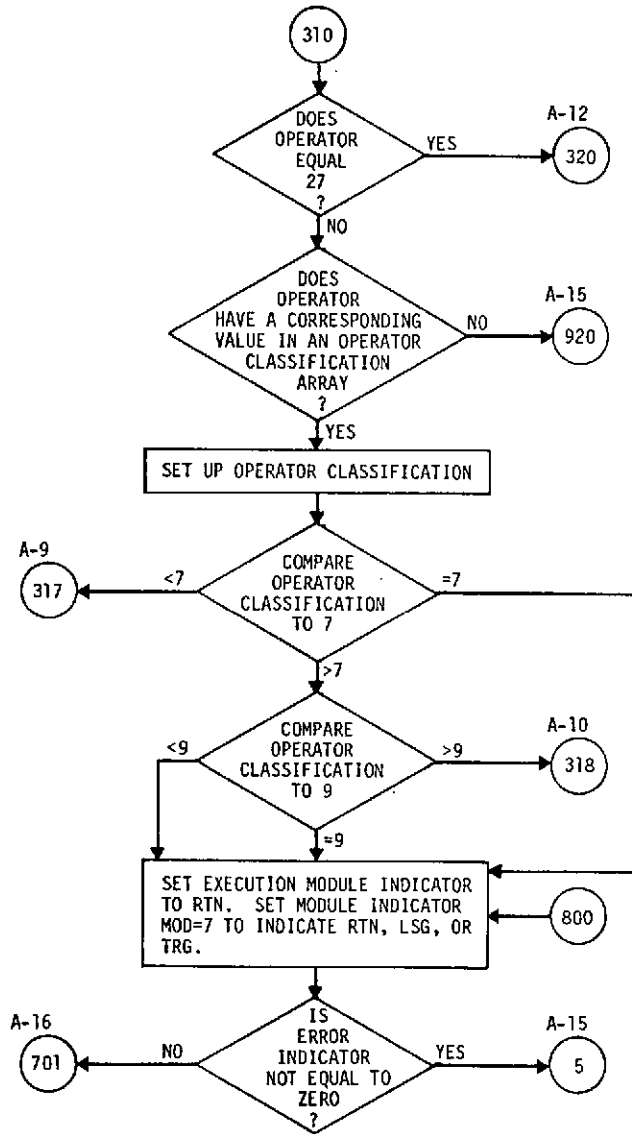 310
DOES
OPERATOR
EQUAL
27
?
YES
A-12
320
NO
DOES
OPERATOR
HAVE A CORRESPONDING
VALUE IN AN OPERATOR
CLASSIFICATION
ARRAY
?
NO
A-15
920
YES
SET UP OPERATOR CLASSIFICATION
A-9
317
<7
COMPARE
OPERATOR
CLASSIFICATION
TO 7
=7
>7
<9
COMPARE
OPERATOR
CLASSIFICATION
TO 9
>9
A-10
318
=9
SET EXECUTION MODULE INDICATOR
TO RTN. SET MODULE INDICATOR
MOD=7 TO INDICATE RTN, LSG, OR
TRG.
800
A-16
701
NO
IS
ERROR
INDICATOR
NOT EQUAL TO
ZERO
?
YES
A-15
5